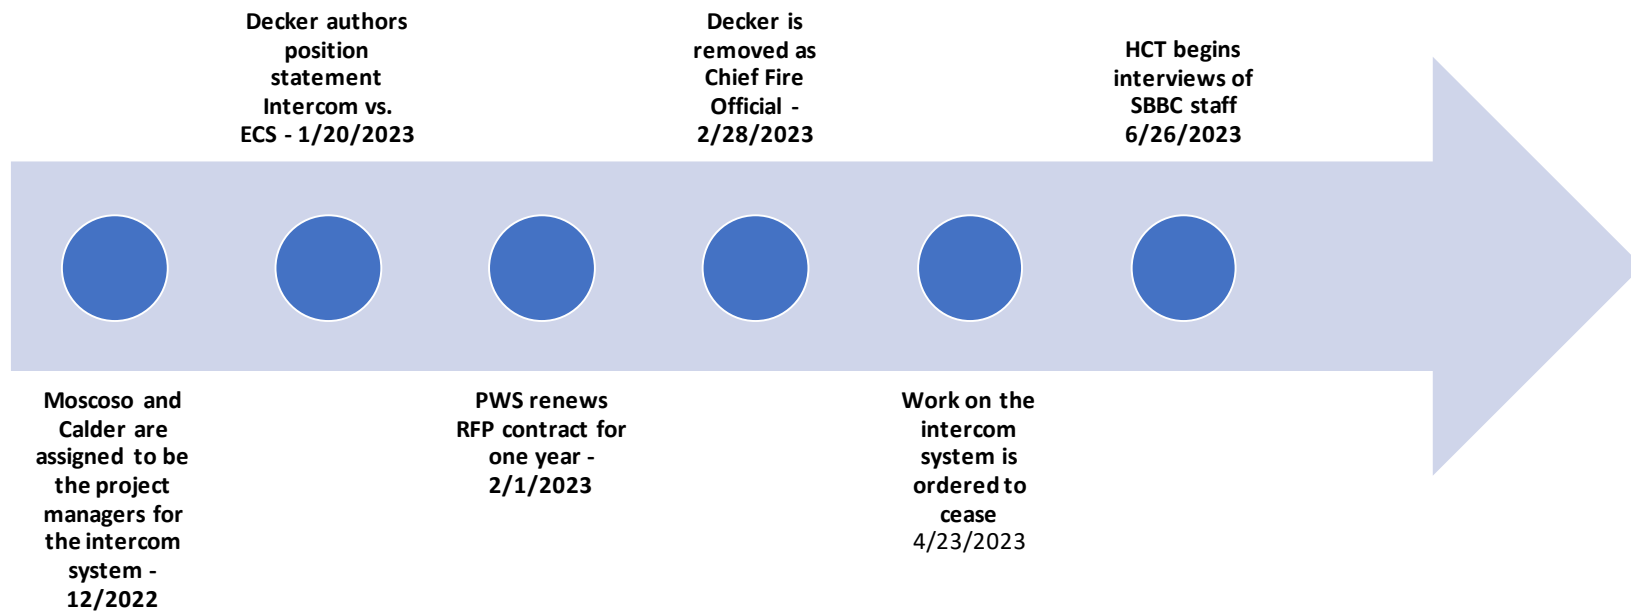 Decker authors
position
statement
Intercom vs.
ECS - 1/20/2023
Decker is
removed as
Chief Fire
Official -
2/28/2023
HCT begins
interviews of
SBBC staff
6/26/2023
Moscoso and
Calder are
assigned to be
the project
managers for
the intercom
system -
12/2022
PWS renews
RFP contract for
one year -
2/1/2023
Work on the
intercom
system is
ordered to
cease
4/23/2023